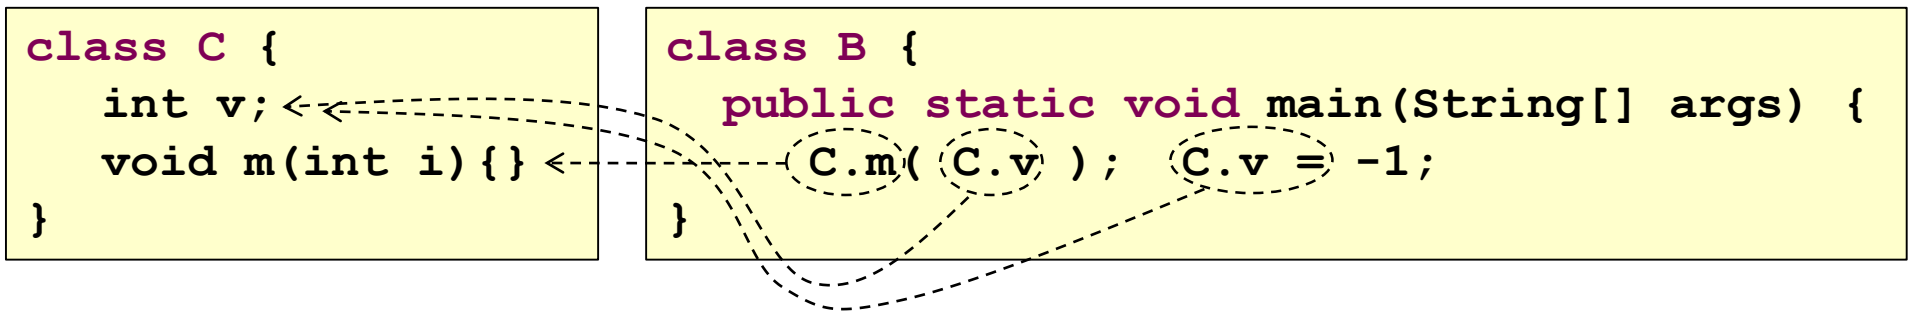 class C {
int v;
void m(int i){}
}
class B {
public static void main(String[] args) {
C.m( C.v ); C.v = -1;
}